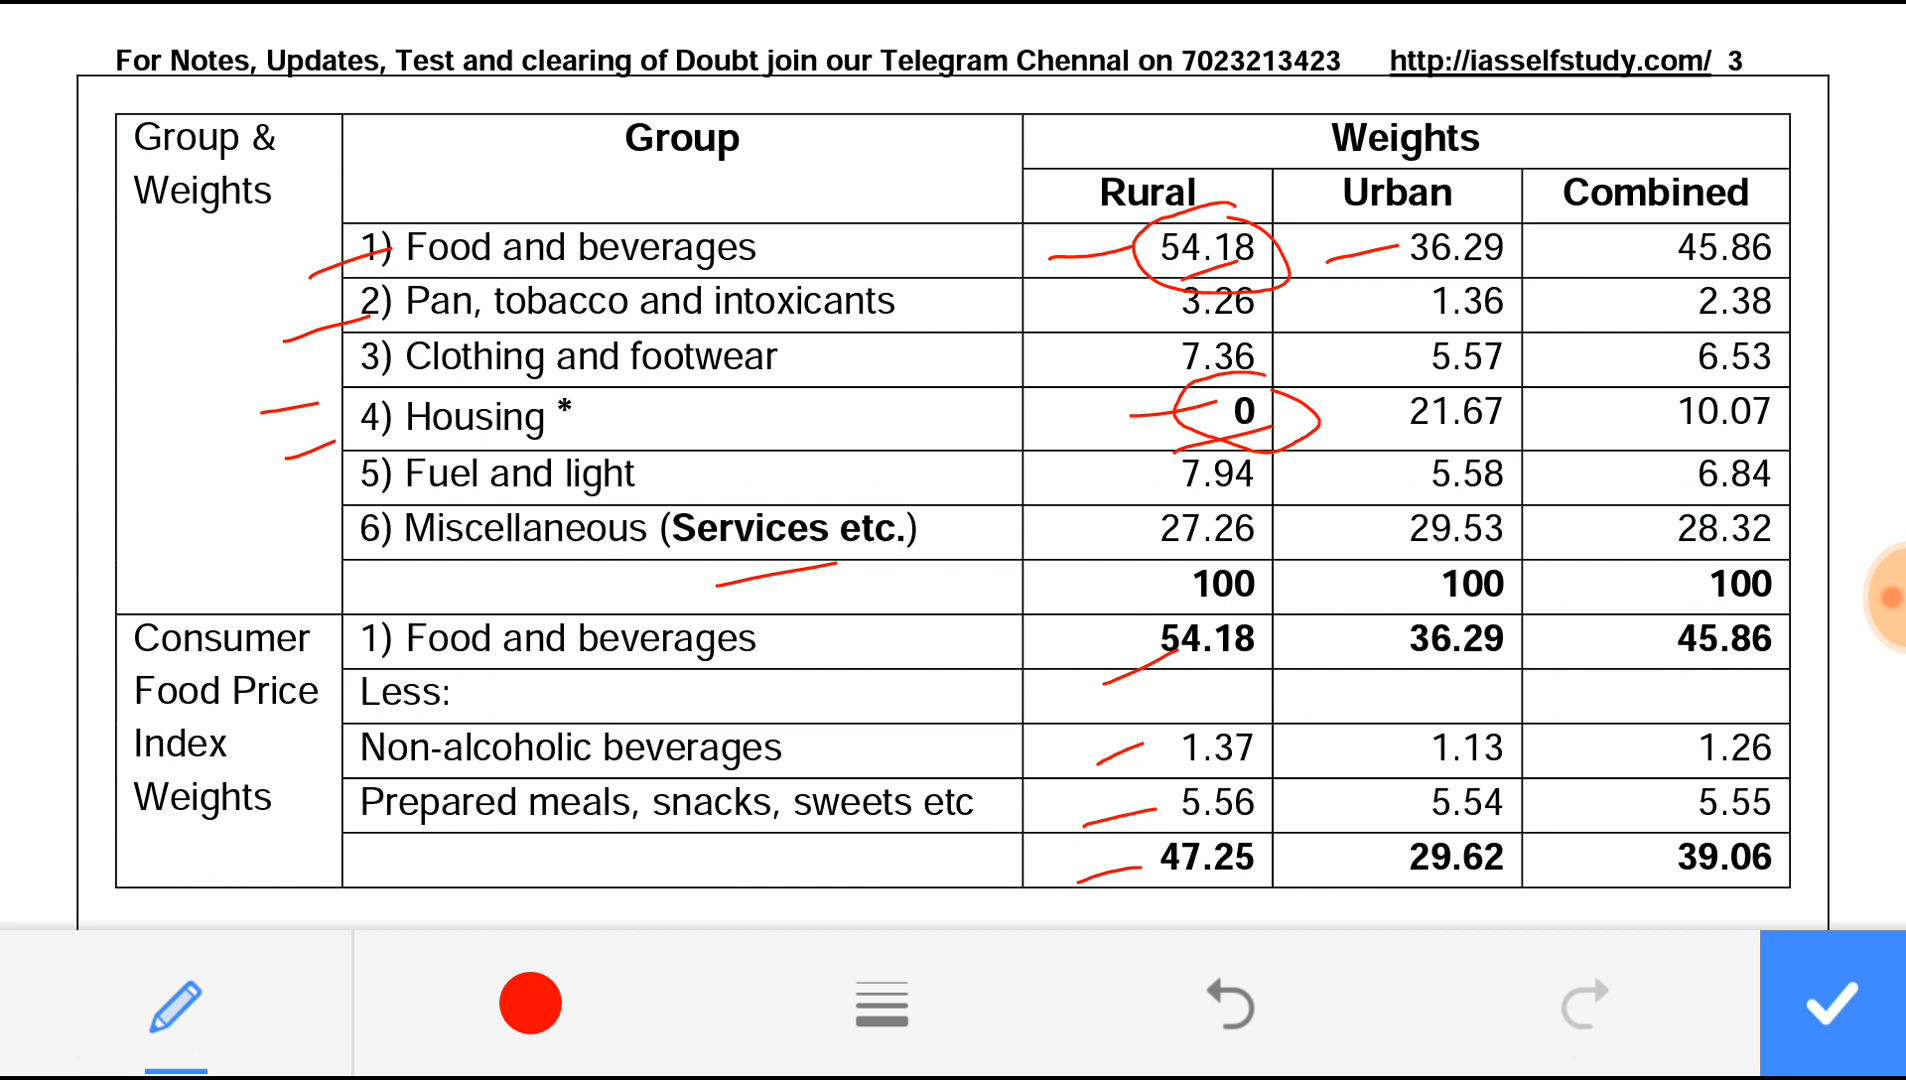 For Notes, Updates, Test and clearing of Doubt join our Telegram Chennal on 7023213423 http://iasselfstudy.com/ 3
Group & Weights Group Weights
Rural Urban Combined
1) Food and beverages 54.18 36.29 45.86
2) Pan, tobacco and intoxicants 3.26 1.36 2.38
3) Clothing and footwear 7.36 5.57 6.53
4) Housing * 0 21.67 10.07
5) Fuel and light 7.94 5.58 6.84
6) Miscellaneous (Services etc.) 27.26 29.53 28.32
100 100 100
Consumer Food Price Index Weights 1) Food and beverages 54.18 36.29 45.86
Less:
Non-alcoholic beverages 1.37 1.13 1.26
Prepared meals, snacks, sweets etc 5.56 5.54 5.55
47.25 29.62 39.06